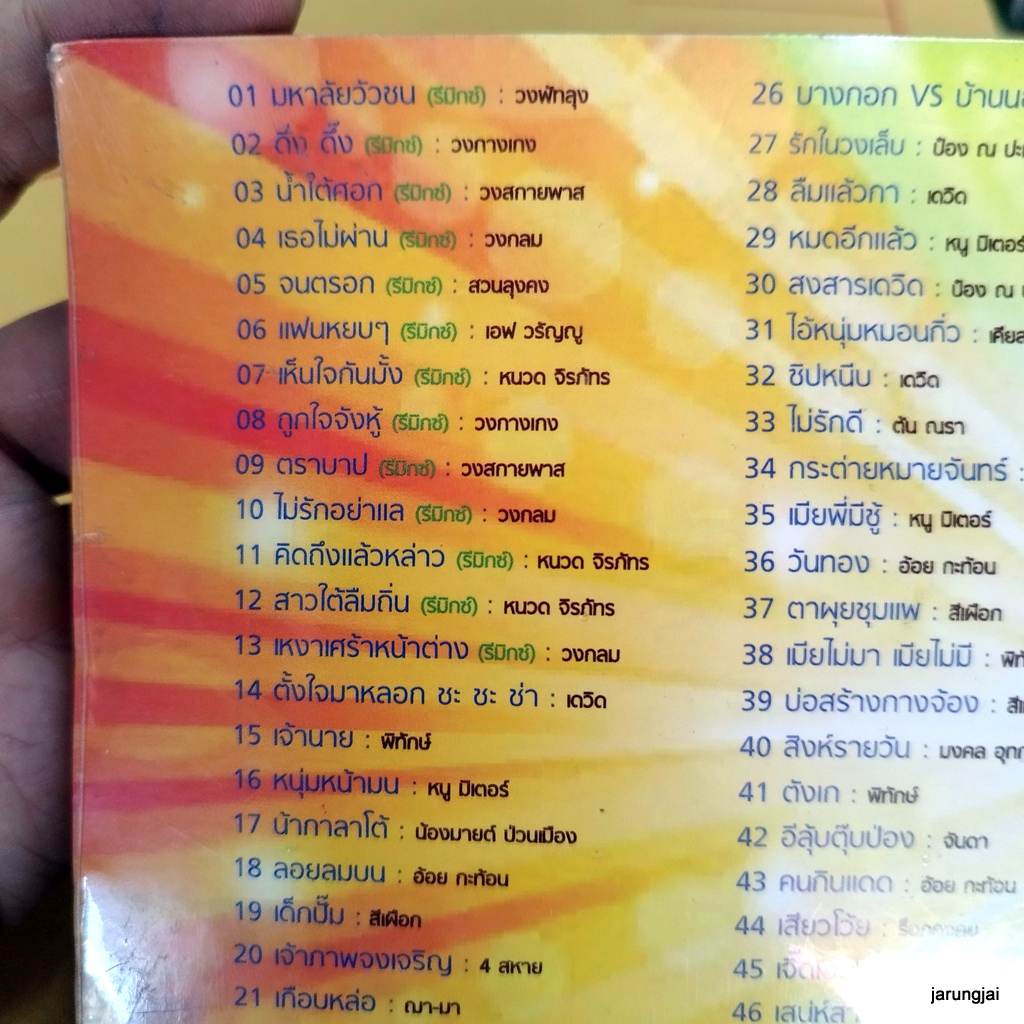 01 มหาลัยวัวชน (รีมิกซ์) : วงพัทลุง
02 ดึ่ง ดึ๊ง (รีมิกซ์) : วงกางเกง
03 น้ำใต้ศอก (รีมิกซ์) : วงสกายพาส
04 เธอไม่ผ่าน (รีมิกซ์) : วงกลม
05 จนตรอก (รีมิกซ์) : สวนลุงคง
06 แฟนหยบๆ (รีมิกซ์) : เอฟ วรัญญู
07 เห็นใจกันมั้ง (รีมิกซ์) : หนวด จิรภัทร
08 ถูกใจจังหู้ (รีมิกซ์) : วงกางเกง
09 ตราบาป (รีมิกซ์) : วงสกายพาส
10 ไม่รักอย่าแล (รีมิกซ์) : วงกลม
11 คิดถึงแล้วหล่าว (รีมิกซ์) : หนวด จิรภัทร
12 สาวใต้ลืมถิ่น (รีมิกซ์) : หนวด จิรภัทร
13 เหงาเศร้าหน้าต่าง (รีมิกซ์) : วงกลม
14 ตั้งใจมาหลอก ชะ ชะ ช่า : เดวิด
15 เจ้านาย : พิทักษ์
16 หนุ่มหน้ามน : หนู มิเตอร์
17 น้ากาลาโต้ : น้องมายด์ ป่วนเมือง
18 ลอยลมบน : อ้อย กะท้อน
19 เด็กปั๊ม : สีเผือก
20 เจ้าภาพจงเจริญ : 4 สหาย
21 เกือบหล่อ : ฌา-มา
26 บางกอก VS
27 รักในวงเล็บ : ป้อง ณ
28 ลืมแล้วกา : เดวิด
29 หมดอีกแล้ว : หนู มิเตอร์
30 สงสารเดวิด : ป้อง ณ
31 ไอ้หนุ่มหมอนกิ่ว :
32 ซิปหนีบ : เดวิด
33 ไม่รักดี : ต้น ณรา
34 กระต่ายหมายจันทร์ :
35 เมียพี่มีชู้ : หนู มิเตอร์
36 วันทอง : อ้อย กะท้อน
37 ตาผุยชุมแพ : สีเผือก
38 เมียไม่มา เมียไม่มี :
39 บ่อสร้างกางจ้อง :
40 สิงห์รายวัน : มงคล
41 ตังเก : พิทักษ์
42 อีลุ้บตุ๊บป่อง : จันดา
43 คนกินแดด : อ้อย กะท้อน
44 เสียวโว้ย :
45
46
jarungjai